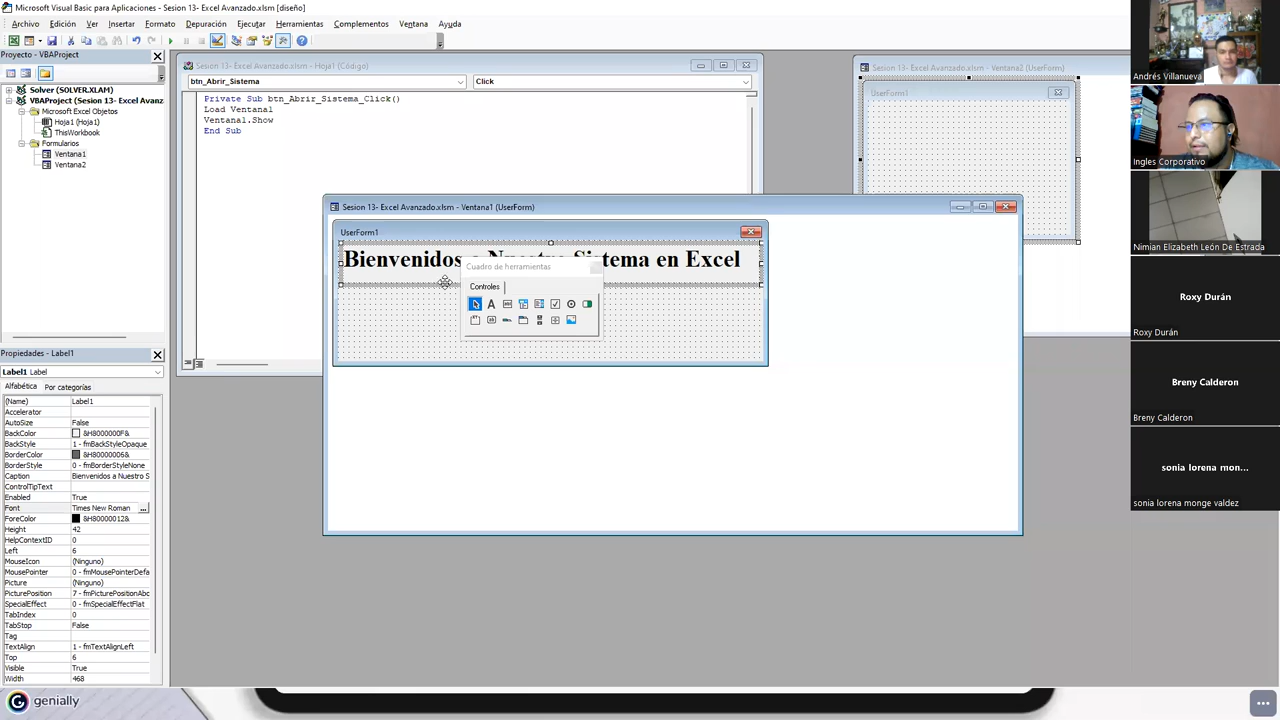 Microsoft Visual Basic para Aplicaciones - Sesion 13- Excel Avanzado.xlsm [diseño]
Archivo Edición Ver Insertar Formato Depuración Ejecutar Herramientas Complementos Ventana Ayuda
Proyecto - VBAProject
Solver (SOLVER.XLAM)
VBAProject (Sesion 13- Excel Avanz
Microsoft Excel Objetos
Hoja1 (Hoja1)
ThisWorkbook
Formularios
Ventana1
Ventana2
Propiedades - Label1
Label1 Label
Alfabética Por categorías
(Name) Label1
Accelerator
AutoSize False
BackColor &H8000000F&
BackStyle 1 - fmBackStyleOpaque
BorderColor &H80000006&
BorderStyle 0 - fmBorderStyleNone
Caption Bienvenidos a Nuestro S
ControlTipText
Enabled True
Font Times New Roman ...
ForeColor &H80000012&
Height 42
HelpContextID 0
Left 6
MouseIcon (Ninguno)
MousePointer 0 - fmMousePointerDefa
Picture (Ninguno)
PicturePosition 7 - fmPicturePositionAbc
SpecialEffect 0 - fmSpecialEffectFlat
TabIndex 0
TabStop False
Tag
TextAlign 1 - fmTextAlignLeft
Top 6
Visible True
Width 468
Sesion 13- Excel Avanzado.xlsm - Hoja1 (Código)
btn_Abrir_Sistema Click
Private Sub btn_Abrir_Sistema_Click()
Load Ventana1
Ventana1.Show
End Sub
Sesion 13- Excel Avanzado.xlsm - Ventana2 (UserForm)
UserForm1
Sesion 13- Excel Avanzado.xlsm - Ventana1 (UserForm)
UserForm1
Bienvenidos a Nuestro Sistema en Excel
Cuadro de herramientas
Controles
Andrés Villanueva
Ingles Corporativo
Nimian Elizabeth León De Estrada
Roxy Durán
Roxy Durán
Breny Calderon
Breny Calderon
sonia lorena mon...
sonia lorena monge valdez
genially